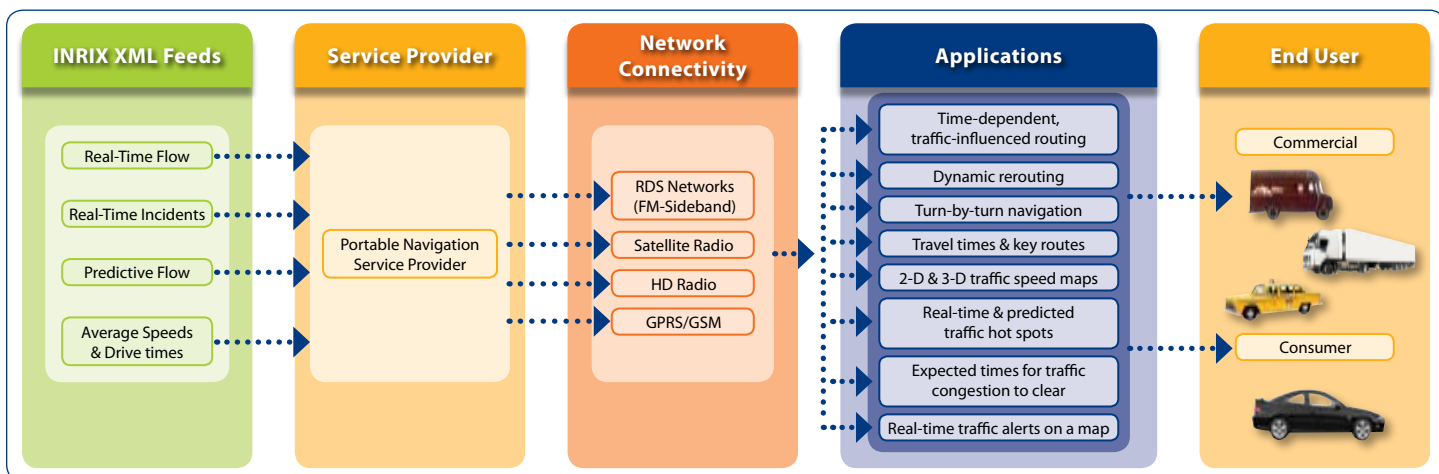 INRIX XML Feeds
Real-Time Flow
Real-Time Incidents
Predictive Flow
Average Speeds
& Drive times
Service Provider
Portable Navigation
Service Provider
Network
Connectivity
RDS Networks
(FM-Sideband)
Satellite Radio
HD Radio
GPRS/GSM
Applications
Time-dependent,
traffic-influenced routing
Dynamic rerouting
Turn-by-turn navigation
Travel times & key routes
2-D & 3-D traffic speed maps
Real-time & predicted
traffic hot spots
Expected times for traffic
congestion to clear
Real-time traffic alerts on a map
End User
Commercial
Consumer